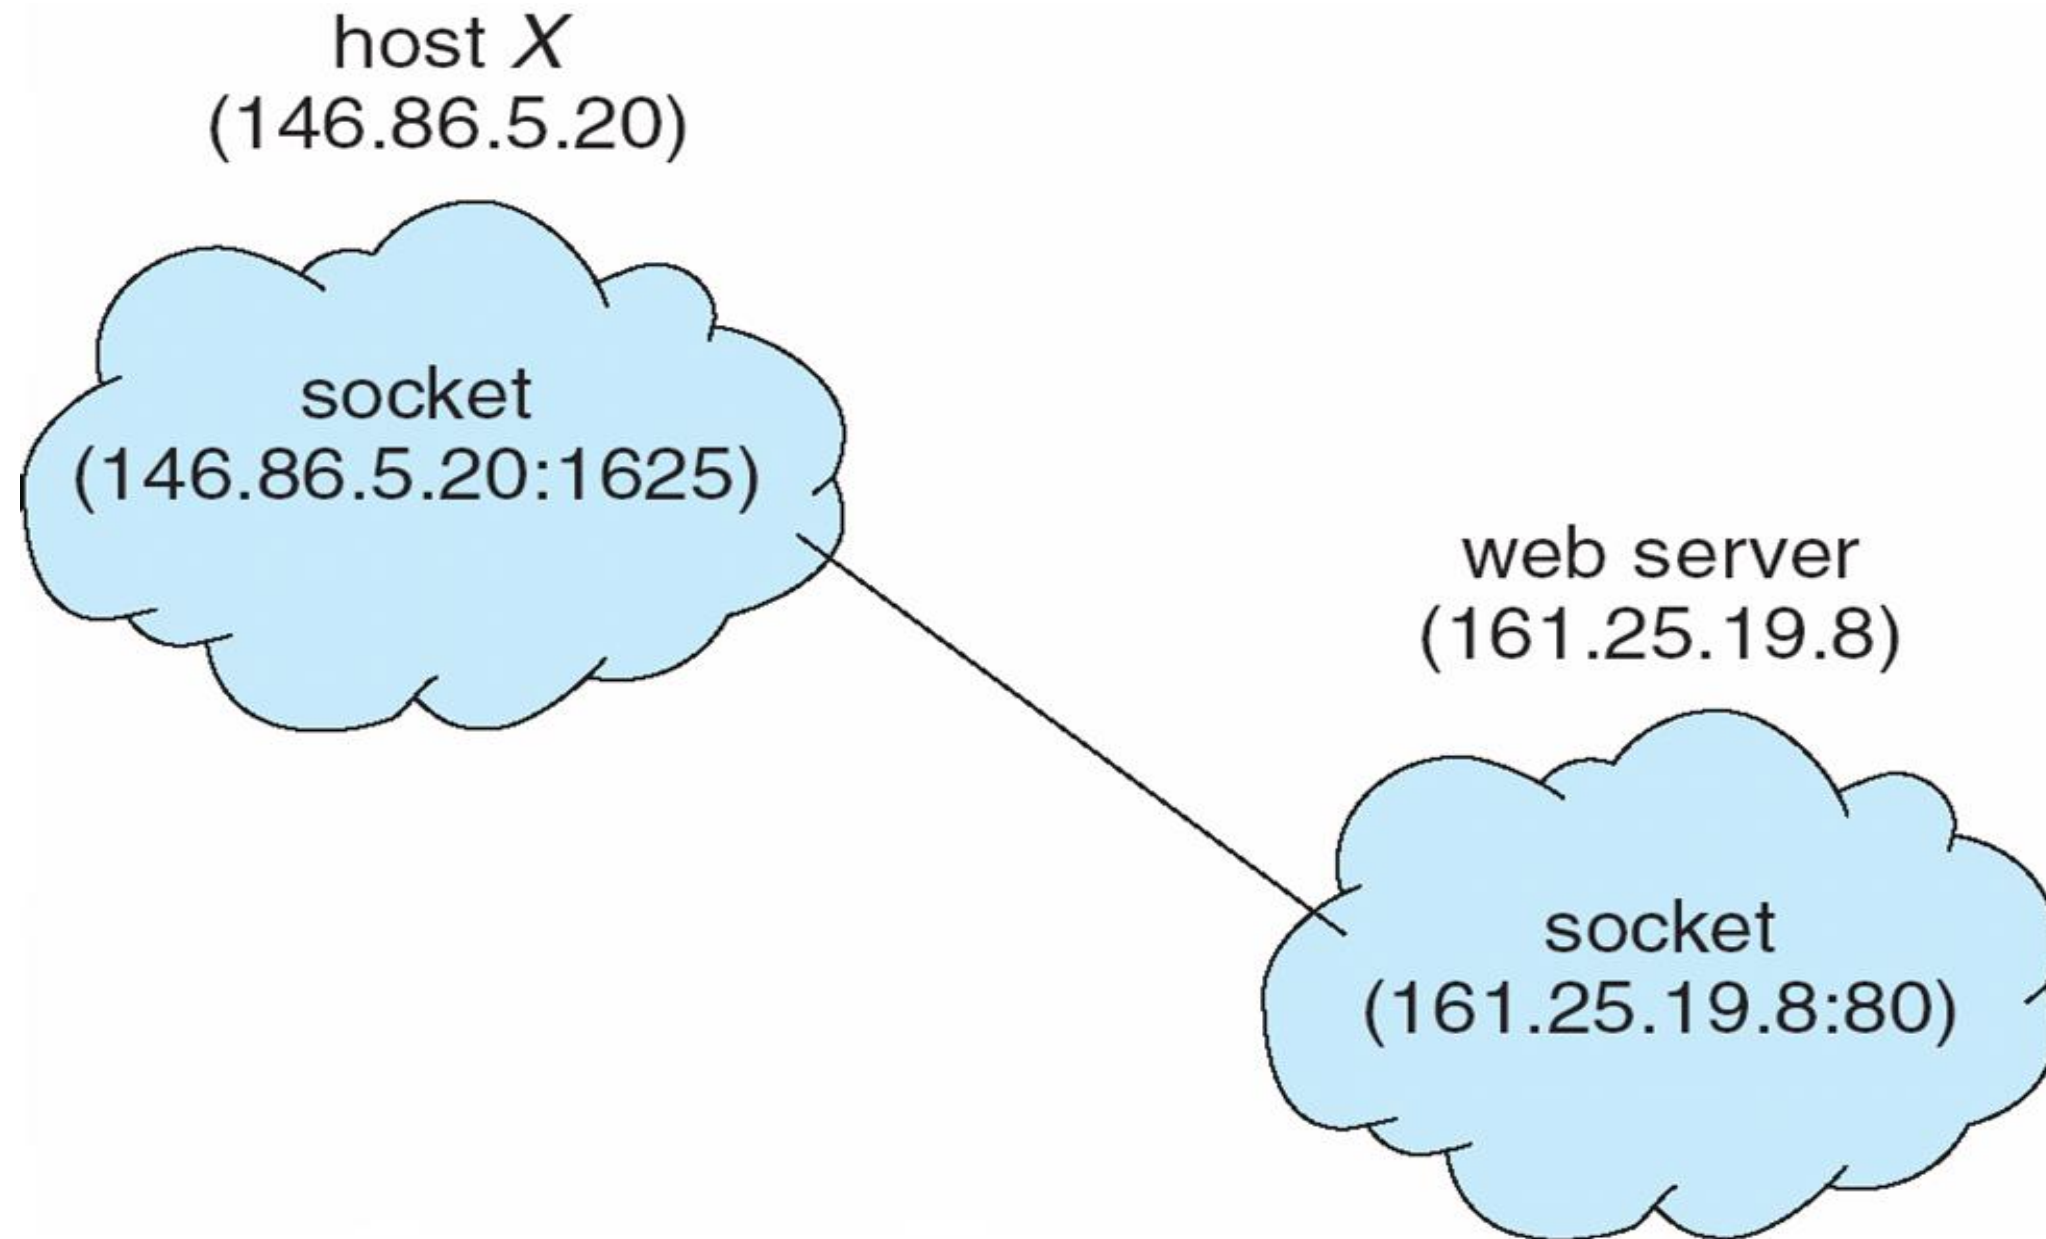 host X
(146.86.5.20)
socket
(146.86.5.20:1625)
web server
(161.25.19.8)
socket
(161.25.19.8:80)